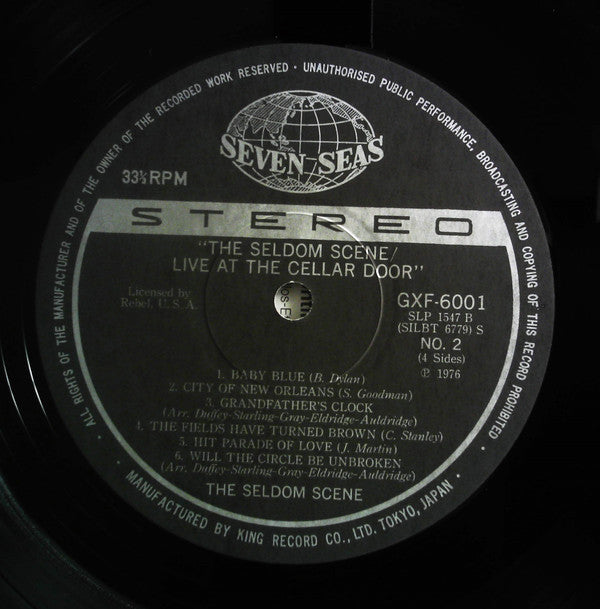 ALL RIGHTS OF THE MANUFACTURER AND OF THE OWNER OF THE RECORDED WORK RESERVED · UNAUTHORISED PUBLIC PERFORMANCE, BROADCASTING AND COPYING OF THIS RECORD PROHIBITED
SEVEN SEAS
33⅓ RPM
STEREO
"THE SELDOM SCENE/
LIVE AT THE CELLAR DOOR"
Licensed by
Rebel, U.S.A.
GXF-6001
SLP 1547 B
(SILBT 6779) S
NO. 2
(4 Sides)
℗ 1976
1. BABY BLUE (B. Dylan)
2. CITY OF NEW ORLEANS (S. Goodman)
3. GRANDFATHER'S CLOCK
(Arr. Duffey-Starling-Gray-Eldridge-Auldridge)
4. THE FIELDS HAVE TURNED BROWN (C. Stanley)
5. HIT PARADE OF LOVE (J. Martin)
6. WILL THE CIRCLE BE UNBROKEN
(Arr. Duffey-Starling-Gray-Eldridge-Auldridge)
THE SELDOM SCENE
· MANUFACTURED BY KING RECORD CO., LTD. TOKYO, JAPAN ·